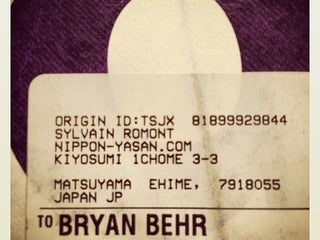 ORIGIN ID:TSJX 81899929844
SYLVAIN ROMONT
NIPPON-YASAN.COM
KIYOSUMI 1CHOME 3-3
MATSUYAMA EHIME, 7918055
JAPAN JP
TO BRYAN BEHR